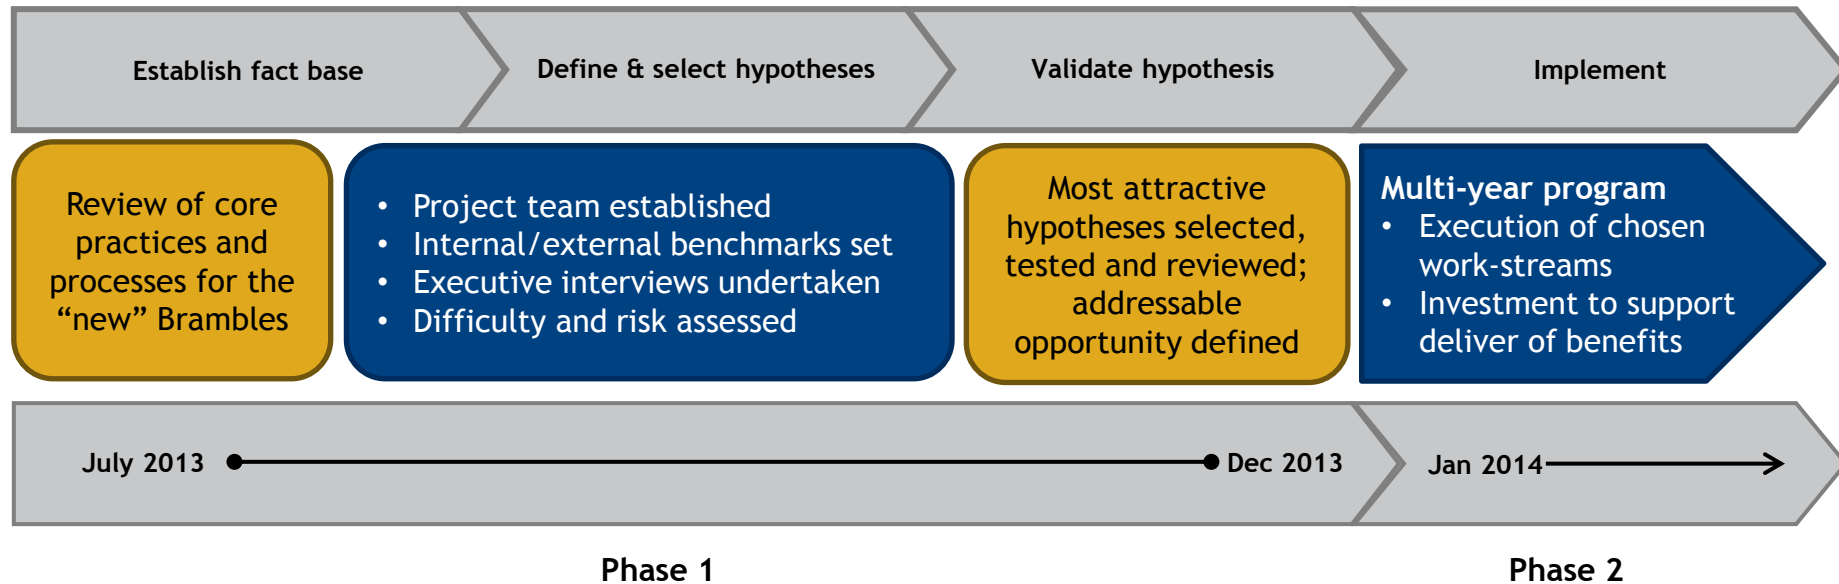 Establish fact base
Define & select hypotheses
Validate hypothesis
Implement
Review of core
practices and
processes for the
“new” Brambles
• Project team established
• Internal/external benchmarks set
• Executive interviews undertaken
• Difficulty and risk assessed
Most attractive
hypotheses selected,
tested and reviewed;
addressable
opportunity defined
Multi-year program
• Execution of chosen
work-streams
• Investment to support
deliver of benefits
July 2013
Dec 2013
Jan 2014
Phase 1
Phase 2